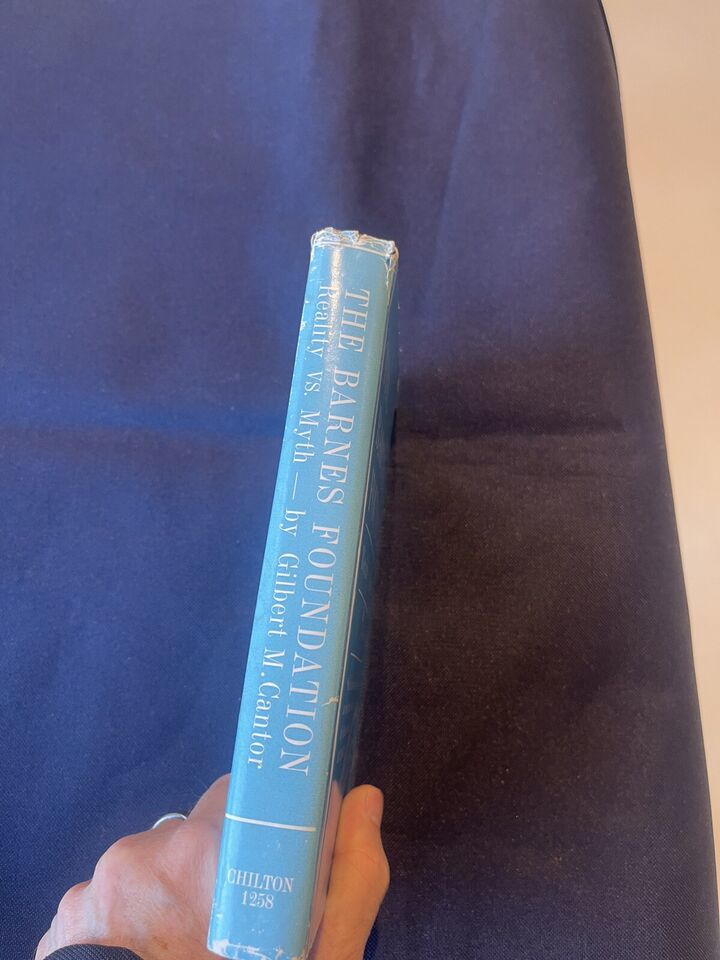 THE BARNES FOUNDATION
Reality vs. Myth — by Gilbert M. Cantor
CHILTON
1258